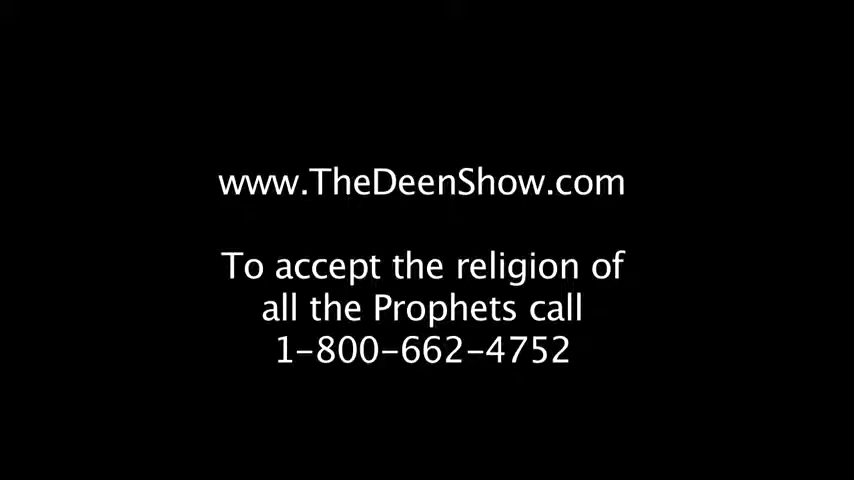 www.TheDeenShow.com
To accept the religion of
all the Prophets call
1-800-662-4752